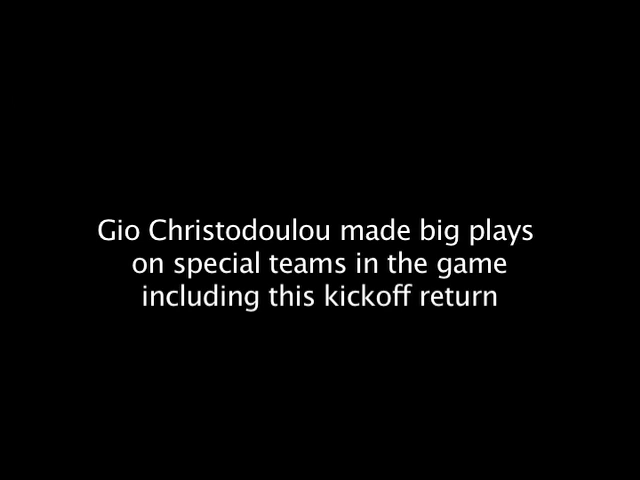 Gio Christodoulou made big plays
on special teams in the game
including this kickoff return